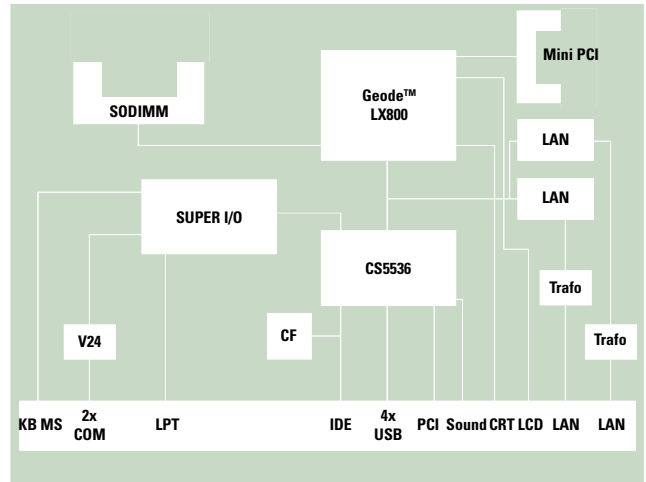 Mini PCI
Geode™
LX800
SODIMM
LAN
LAN
SUPER I/O
CS5536
Trafo
CF
V24
Trafo
KB MS
2x
COM
LPT
IDE
4x
USB
PCI
Sound
CRT
LCD
LAN
LAN